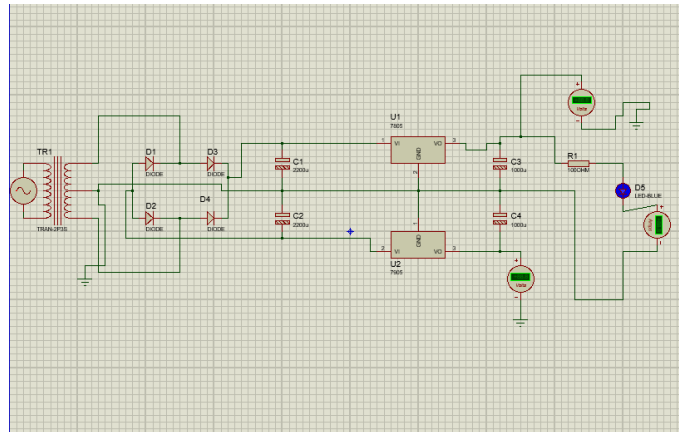 TR1
TRAN-2P3S
D1
DIODE
D3
DIODE
D2
DIODE
D4
DIODE
C1
2200u
C2
2200u
U1
7805
VI
VO
GND
1
3
2
U2
7905
VI
VO
GND
2
3
1
C3
1000u
C4
1000u
R1
100OHM
D5
LED-BLUE
+
-
Volts
+
-
Volts
+
-
Volts